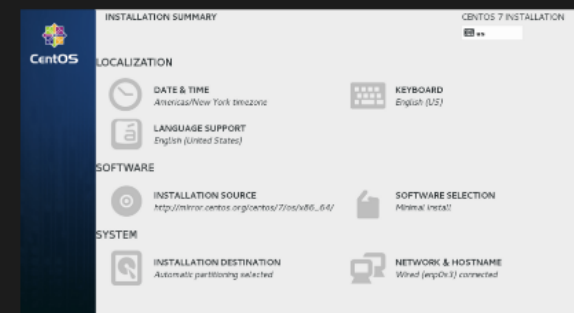 INSTALLATION SUMMARY
CENTOS 7 INSTALLATION
us
CentOS
LOCALIZATION
DATE & TIME
Americas/New York timezone
KEYBOARD
English (US)
LANGUAGE SUPPORT
English (United States)
SOFTWARE
INSTALLATION SOURCE
http://mirror.centos.org/centos/7/os/x86_64/
SOFTWARE SELECTION
Minimal Install
SYSTEM
INSTALLATION DESTINATION
Automatic partitioning selected
NETWORK & HOSTNAME
Wired (enp0s3) connected